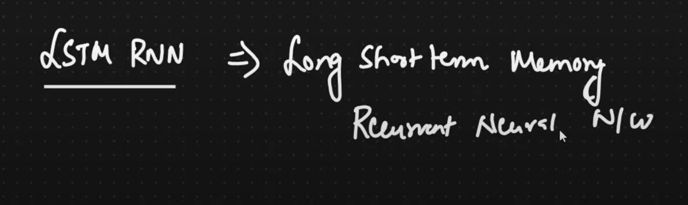 LSTM RNN => Long Short term Memory
Recurrent Neural N/W